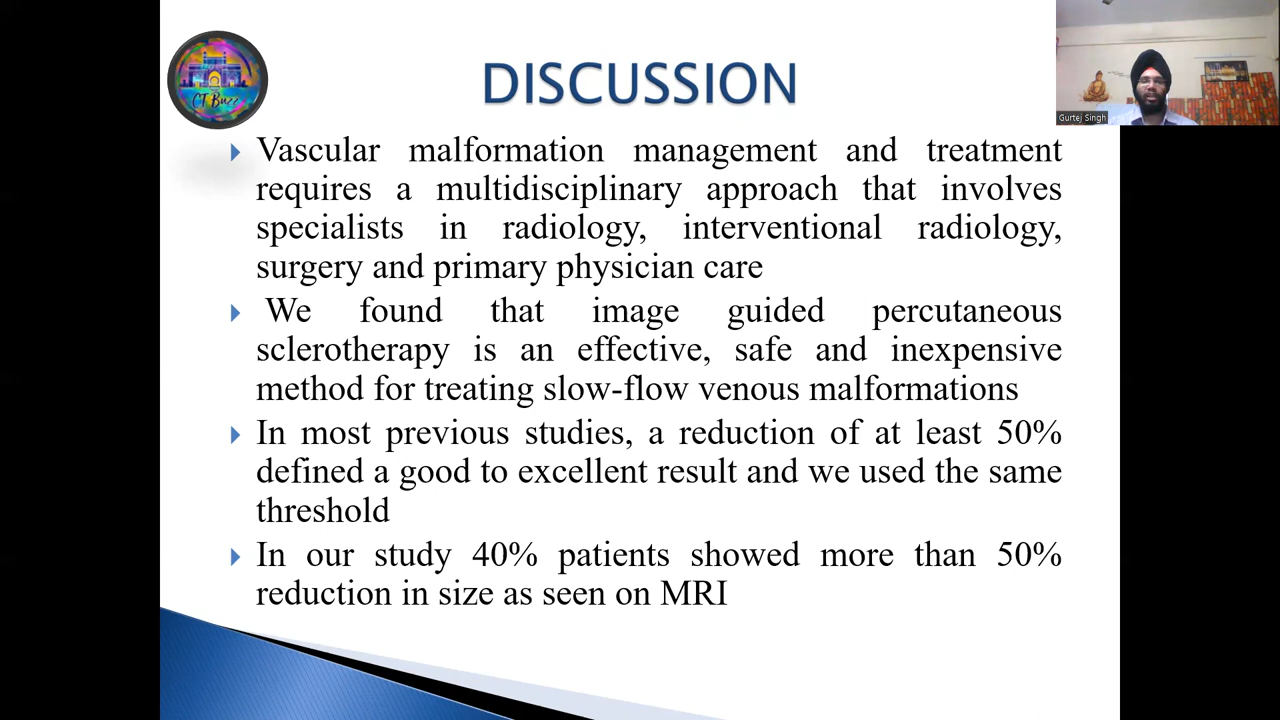 CT Buzz
DISCUSSION
Gurtej Singh
Vascular malformation management and treatment
requires a multidisciplinary approach that involves
specialists in radiology, interventional radiology,
surgery and primary physician care
We found that image guided percutaneous
sclerotherapy is an effective, safe and inexpensive
method for treating slow-flow venous malformations
In most previous studies, a reduction of at least 50%
defined a good to excellent result and we used the same
threshold
In our study 40% patients showed more than 50%
reduction in size as seen on MRI